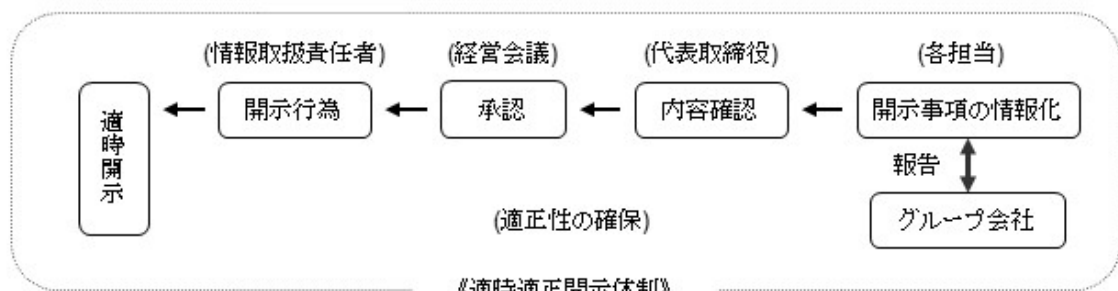 (情報取扱責任者) (経営会議) (代表取締役) (各担当)
適時開示 開示行為 承認 内容確認 開示事項の情報化
報告
グループ会社
(適正性の確保)
《適時適正開示体制》